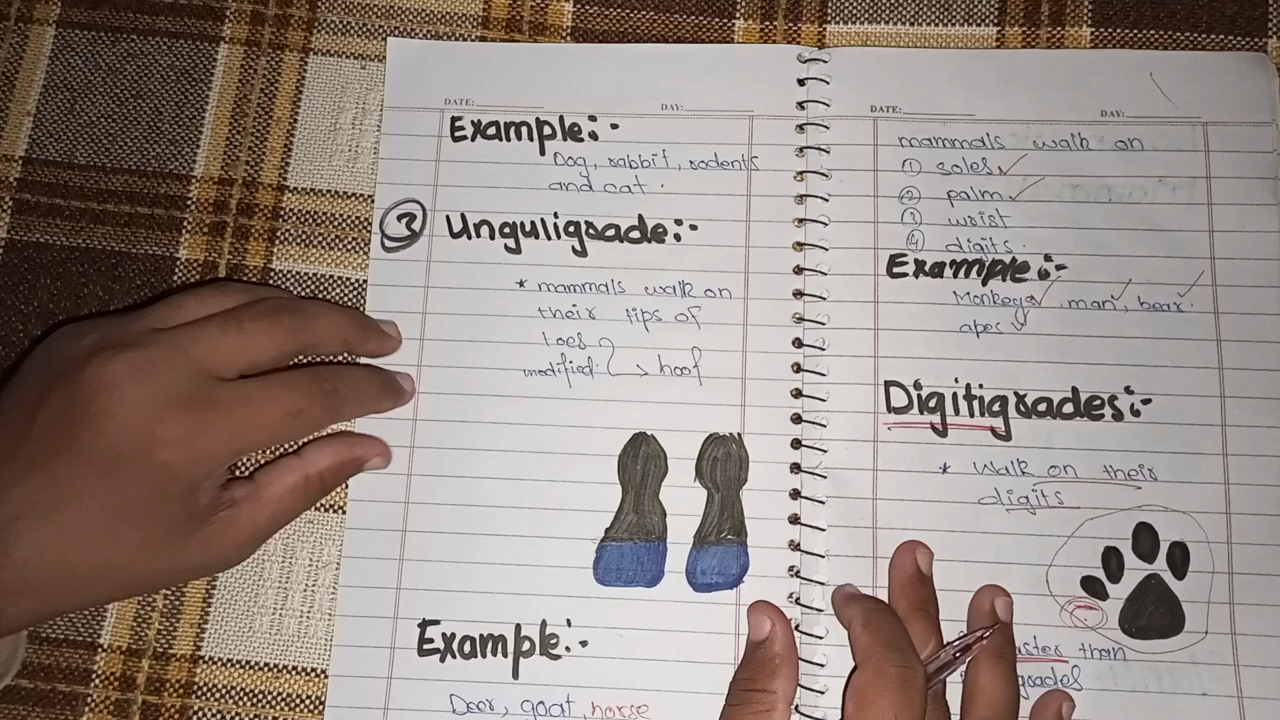 DATE:
DAY:
Example:-
Dog, rabbit, rodents
and cat.
③ Unguligrade:-
* mammals walk on
their tips of
toes
modified: → hoof
Example:-
Deer, goat, horse
DATE:
DAY:
mammals walk on
① soles ✓
② palm ✓
③ wrist
④ digits.
Example:-
Monkeys, man, bear.
apes
Digitigrades:-
* Walk on their
digits
than